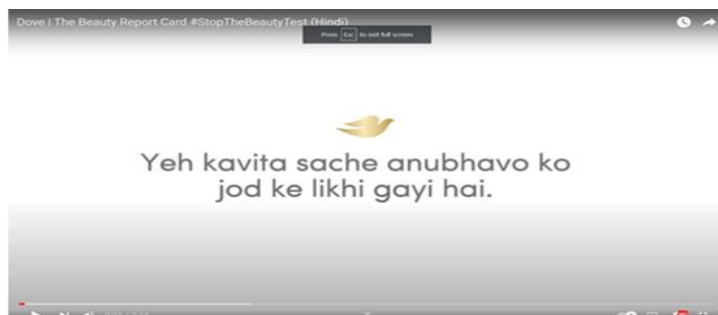 Dove | The Beauty Report Card #StopTheBeautyTest (Hindi)
Press Esc to exit full screen
Yeh kavita sache anubhavo ko
jod ke likhi gayi hai.